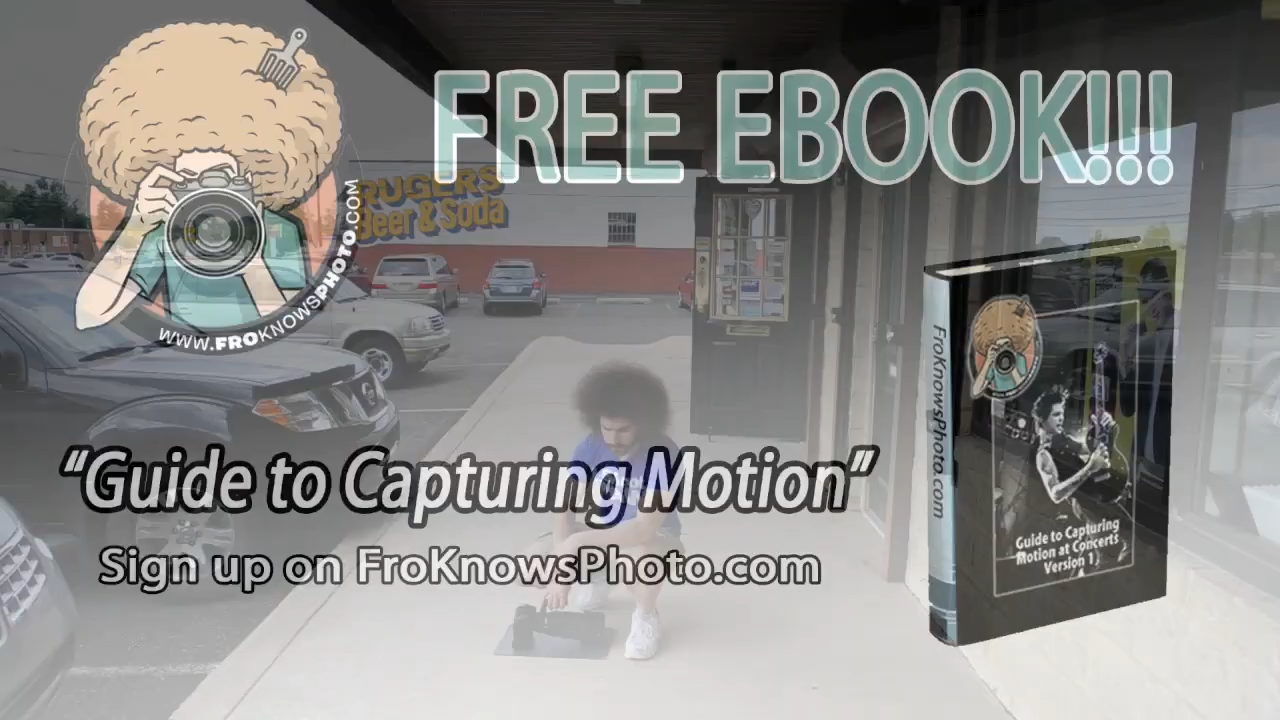 FREE EBOOK!!!
RUGERS
Beer & Soda
WWW.FROKNOWSPHOTO.COM
FroKnowsPhoto.com
"Guide to Capturing Motion"
Sign up on FroKnowsPhoto.com
Guide to Capturing
Motion at Concerts
Version 1